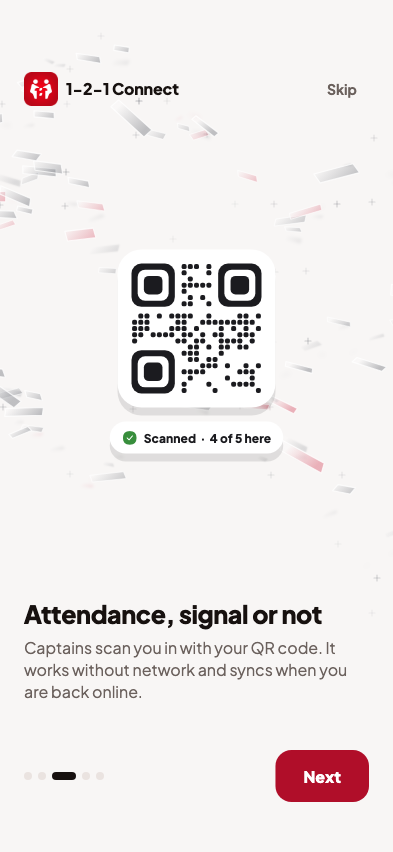 1-2-1 Connect
Skip
Scanned · 4 of 5 here
Attendance, signal or not
Captains scan you in with your QR code. It
works without network and syncs when you
are back online.
Next